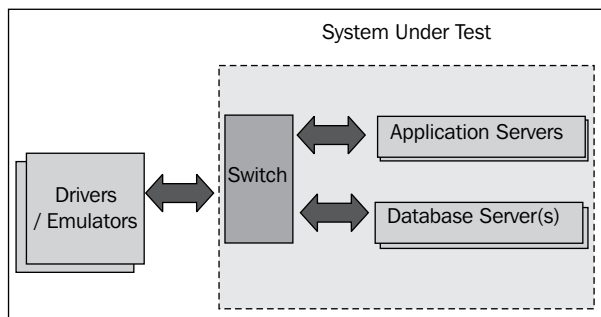 System Under Test
Application Servers
Switch
Drivers
/ Emulators
Database Server(s)